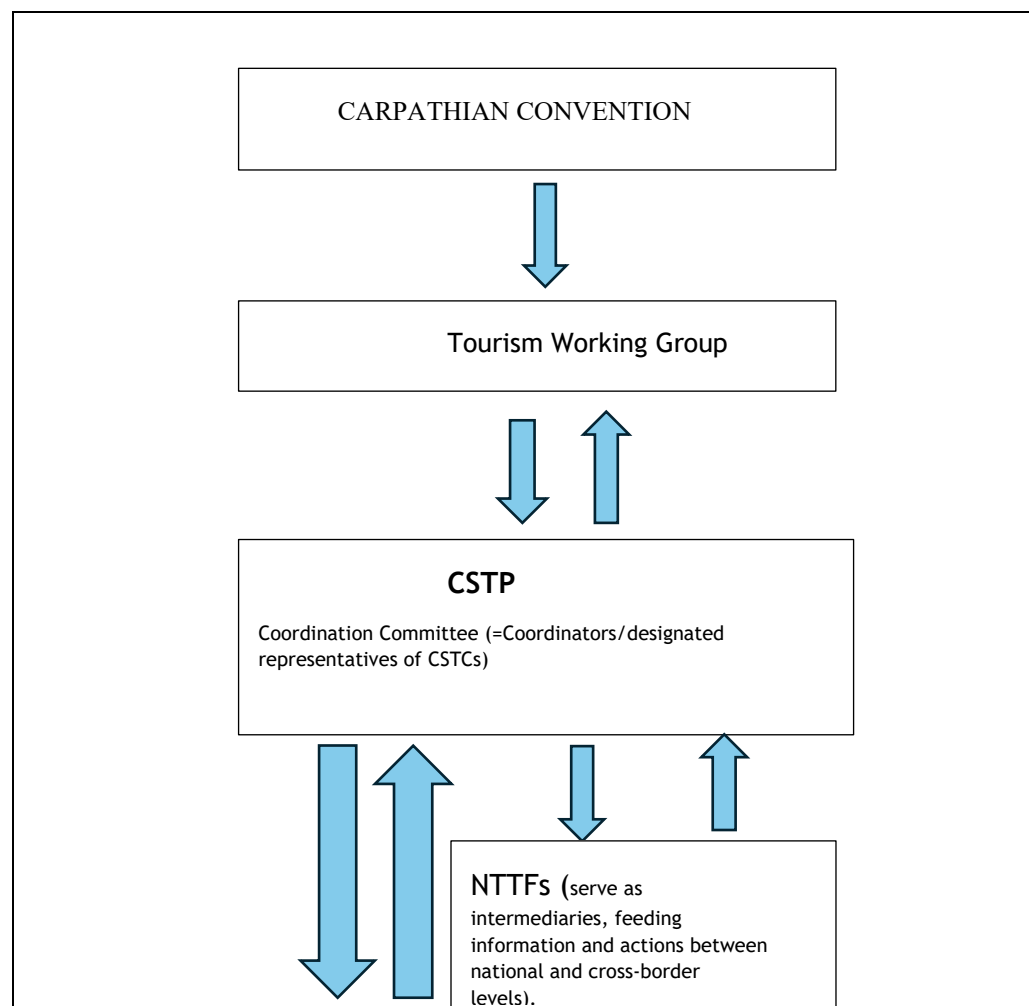 CARPATHIAN CONVENTION
Tourism Working Group
CSTP
Coordination Committee (=Coordinators/designated
representatives of CSTCs)
NTTFs (serve as
intermediaries, feeding
information and actions between
national and cross-border
levels).